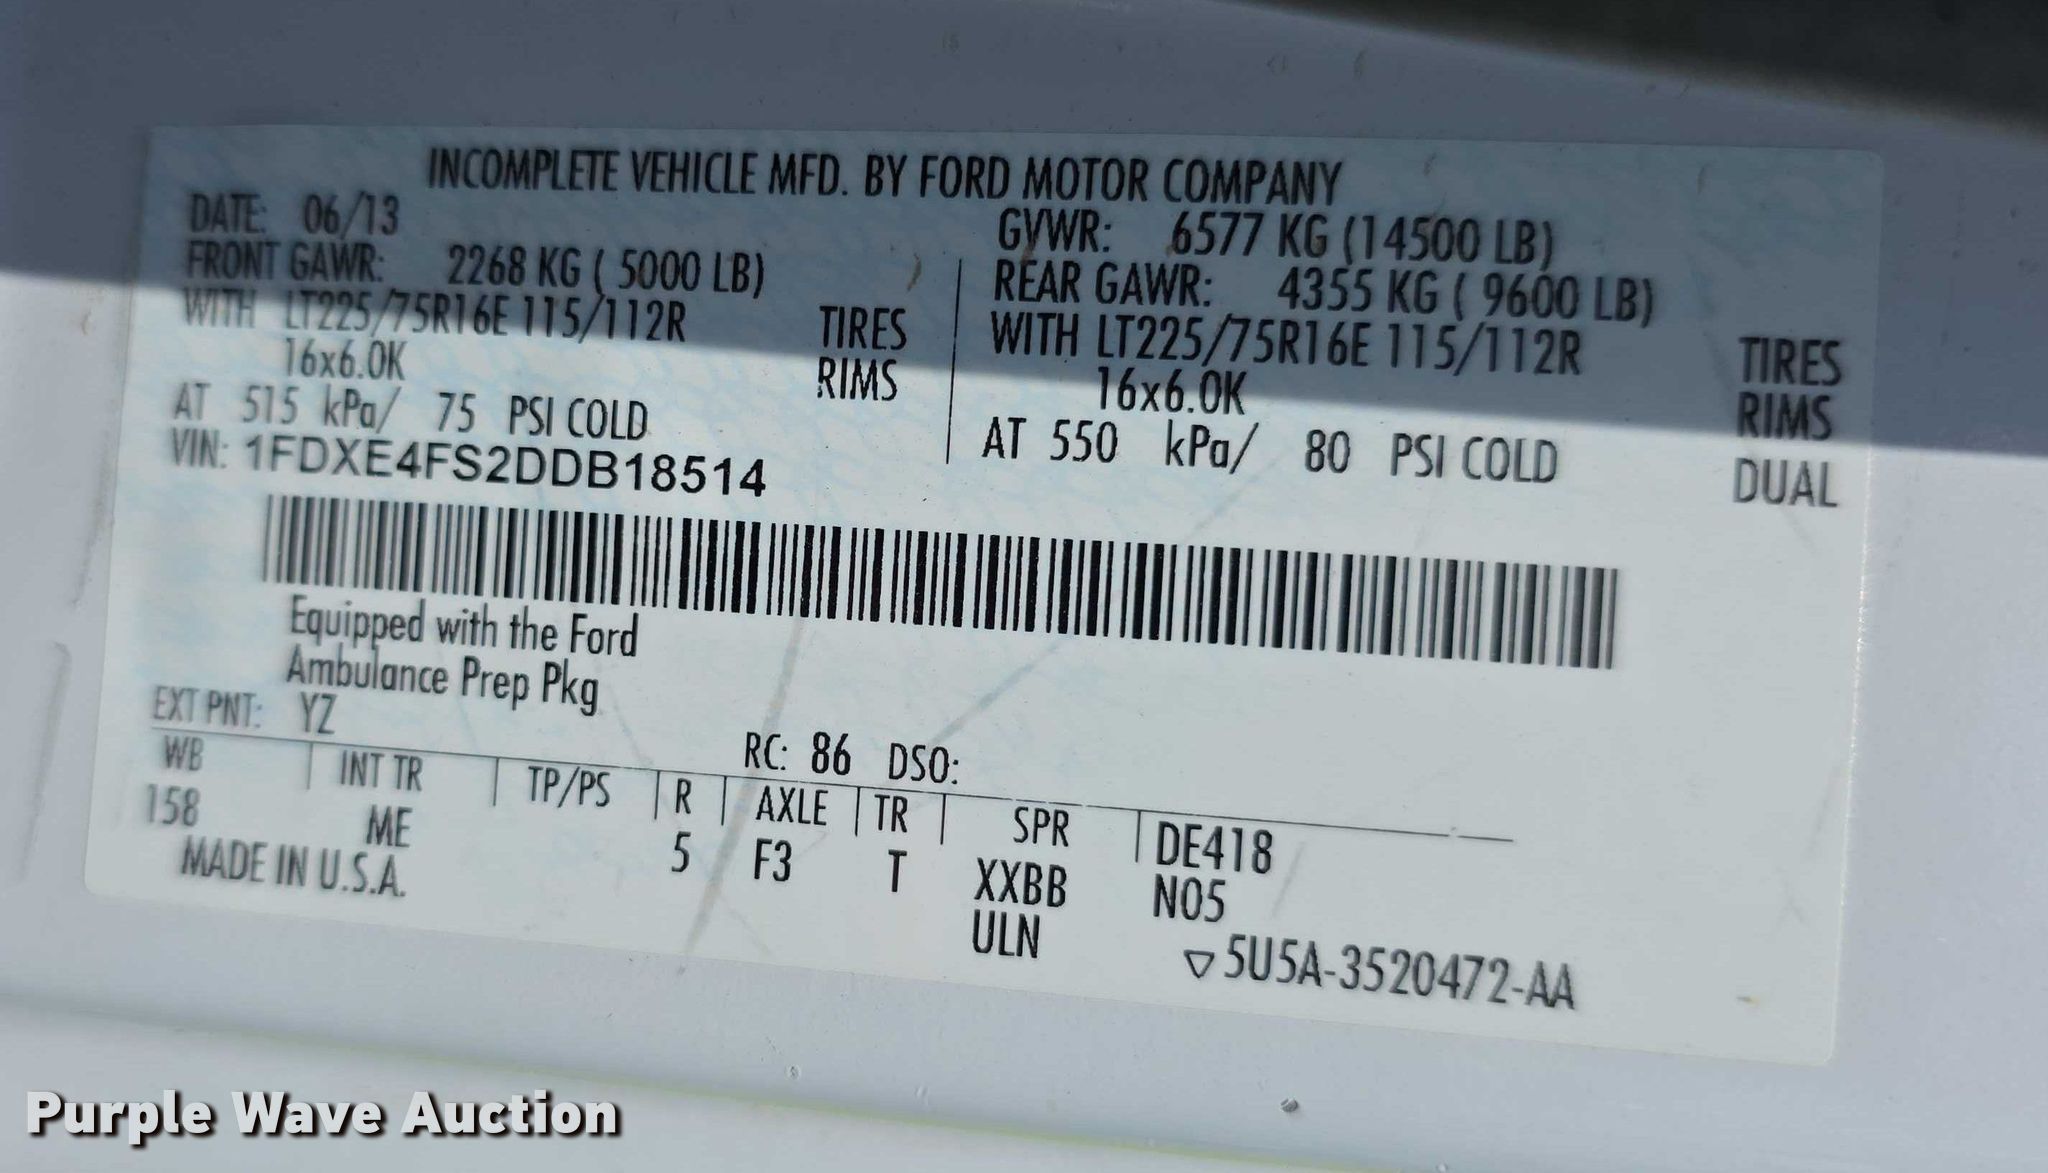 INCOMPLETE VEHICLE MFD. BY FORD MOTOR COMPANY
DATE: 06/13
GVWR: 6577 KG (14500 LB)
FRONT GAWR: 2268 KG ( 5000 LB)
REAR GAWR: 4355 KG ( 9600 LB)
WITH LT225/75R16E 115/112R TIRES
WITH LT225/75R16E 115/112R TIRES
16x6.0K RIMS
16x6.0K RIMS
AT 515 kPa/ 75 PSI COLD
AT 550 kPa/ 80 PSI COLD DUAL
VIN: 1FDXE4FS2DDB18514
Equipped with the Ford
Ambulance Prep Pkg
EXT PNT: YZ
RC: 86 DSO:
WB INT TR TP/PS R AXLE TR SPR DE418
158 ME 5 F3 T XXBB N05
MADE IN U.S.A.
ULN
▽5U5A-3520472-AA
Purple Wave Auction